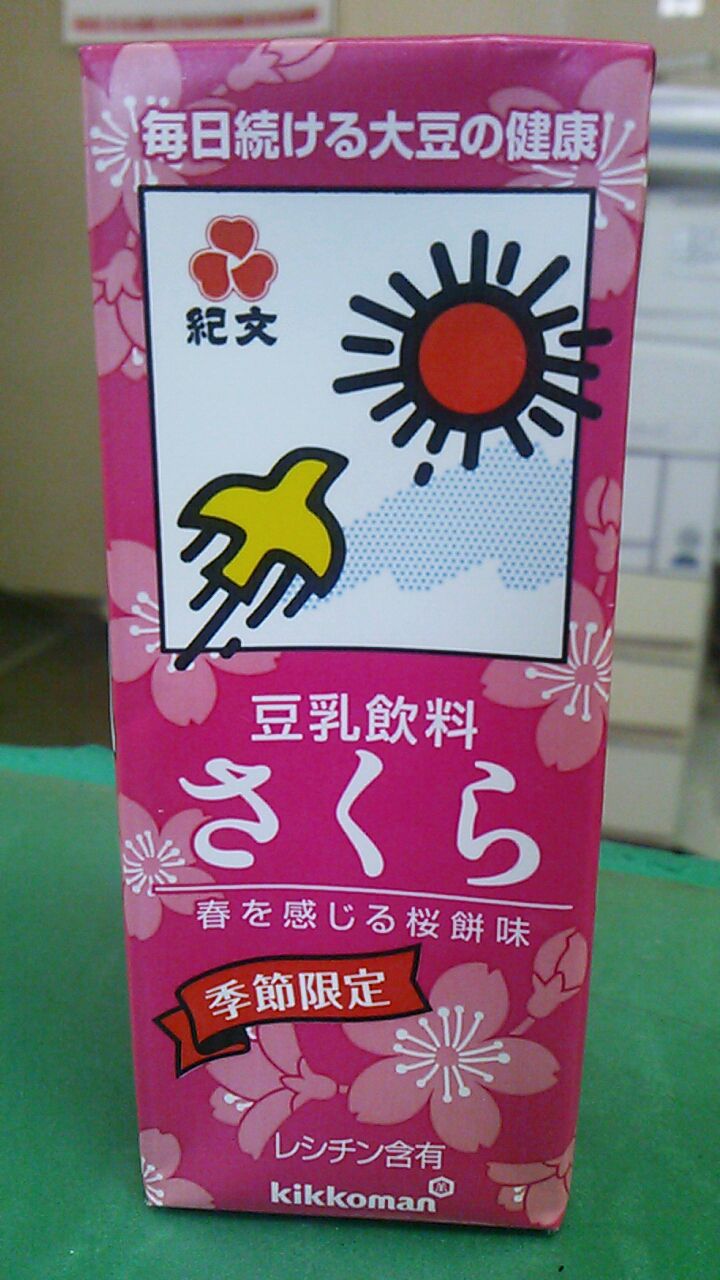 毎日続ける大豆の健康
紀文
豆乳飲料
さくら
春を感じる桜餅味
季節限定
レシチン含有
kikkoman